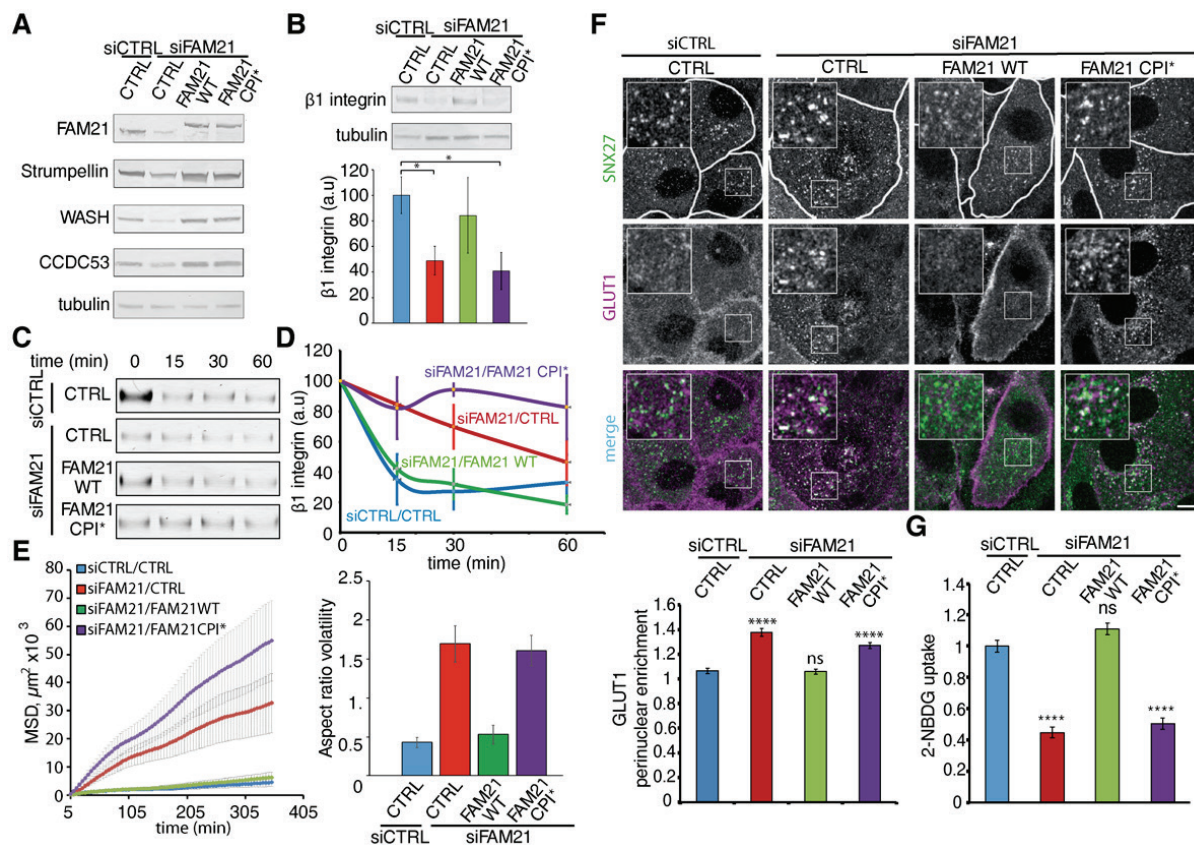 A
siCTRL siFAM21
CTRL
CTRL
FAM21 WT
FAM21 CPI*
FAM21
Strumpellin
WASH
CCDC53
tubulin
B
siCTRL siFAM21
CTRL
CTRL
FAM21 WT
FAM21 CPI*
β1 integrin
tubulin
* *
β1 integrin (a.u)
120
100
80
60
40
20
0
C
time (min) 0 15 30 60
siCTRL
CTRL
siFAM21
CTRL
FAM21
WT
FAM21
CPI*
D
β1 integrin (a.u)
120
100
80
60
40
20
0
siFAM21/FAM21 CPI*
siFAM21/CTRL
siFAM21/FAM21 WT
siCTRL/CTRL
0 15 30 45 60
time (min)
E
MSD, µm² x10³
80
70
60
50
40
30
20
10
0
siCTRL/CTRL
siFAM21/CTRL
siFAM21/FAM21WT
siFAM21/FAM21CPI*
5 105 205 305 405
time (min)
Aspect ratio volatility
2.5
2.0
1.5
1
0.5
0
CTRL
CTRL
FAM21 WT
FAM21 CPI*
siCTRL siFAM21
F
siCTRL siFAM21
CTRL CTRL FAM21 WT FAM21 CPI*
SNX27
GLUT1
merge
siCTRL siFAM21
CTRL
CTRL
FAM21 WT
FAM21 CPI*
GLUT1
perinuclear enrichment
1.6
1.4
1.2
1
0.8
0.6
0.4
0.2
0
**** ns ****
G
siCTRL siFAM21
CTRL
CTRL
FAM21 WT
FAM21 CPI*
2-NBDG uptake
1.4
1.2
1
0.8
0.6
0.4
0.2
0
**** ns ****